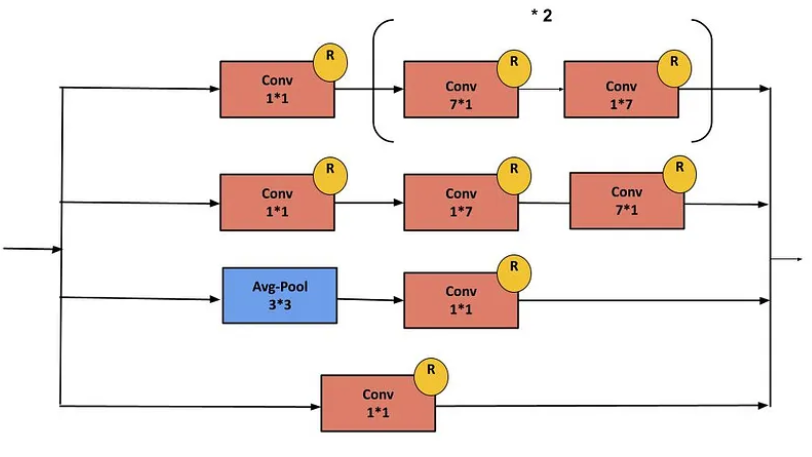 * 2
R
Conv
1*1
R
Conv
7*1
R
Conv
1*7
R
Conv
1*1
R
Conv
1*7
R
Conv
7*1
Avg-Pool
3*3
R
Conv
1*1
R
Conv
1*1